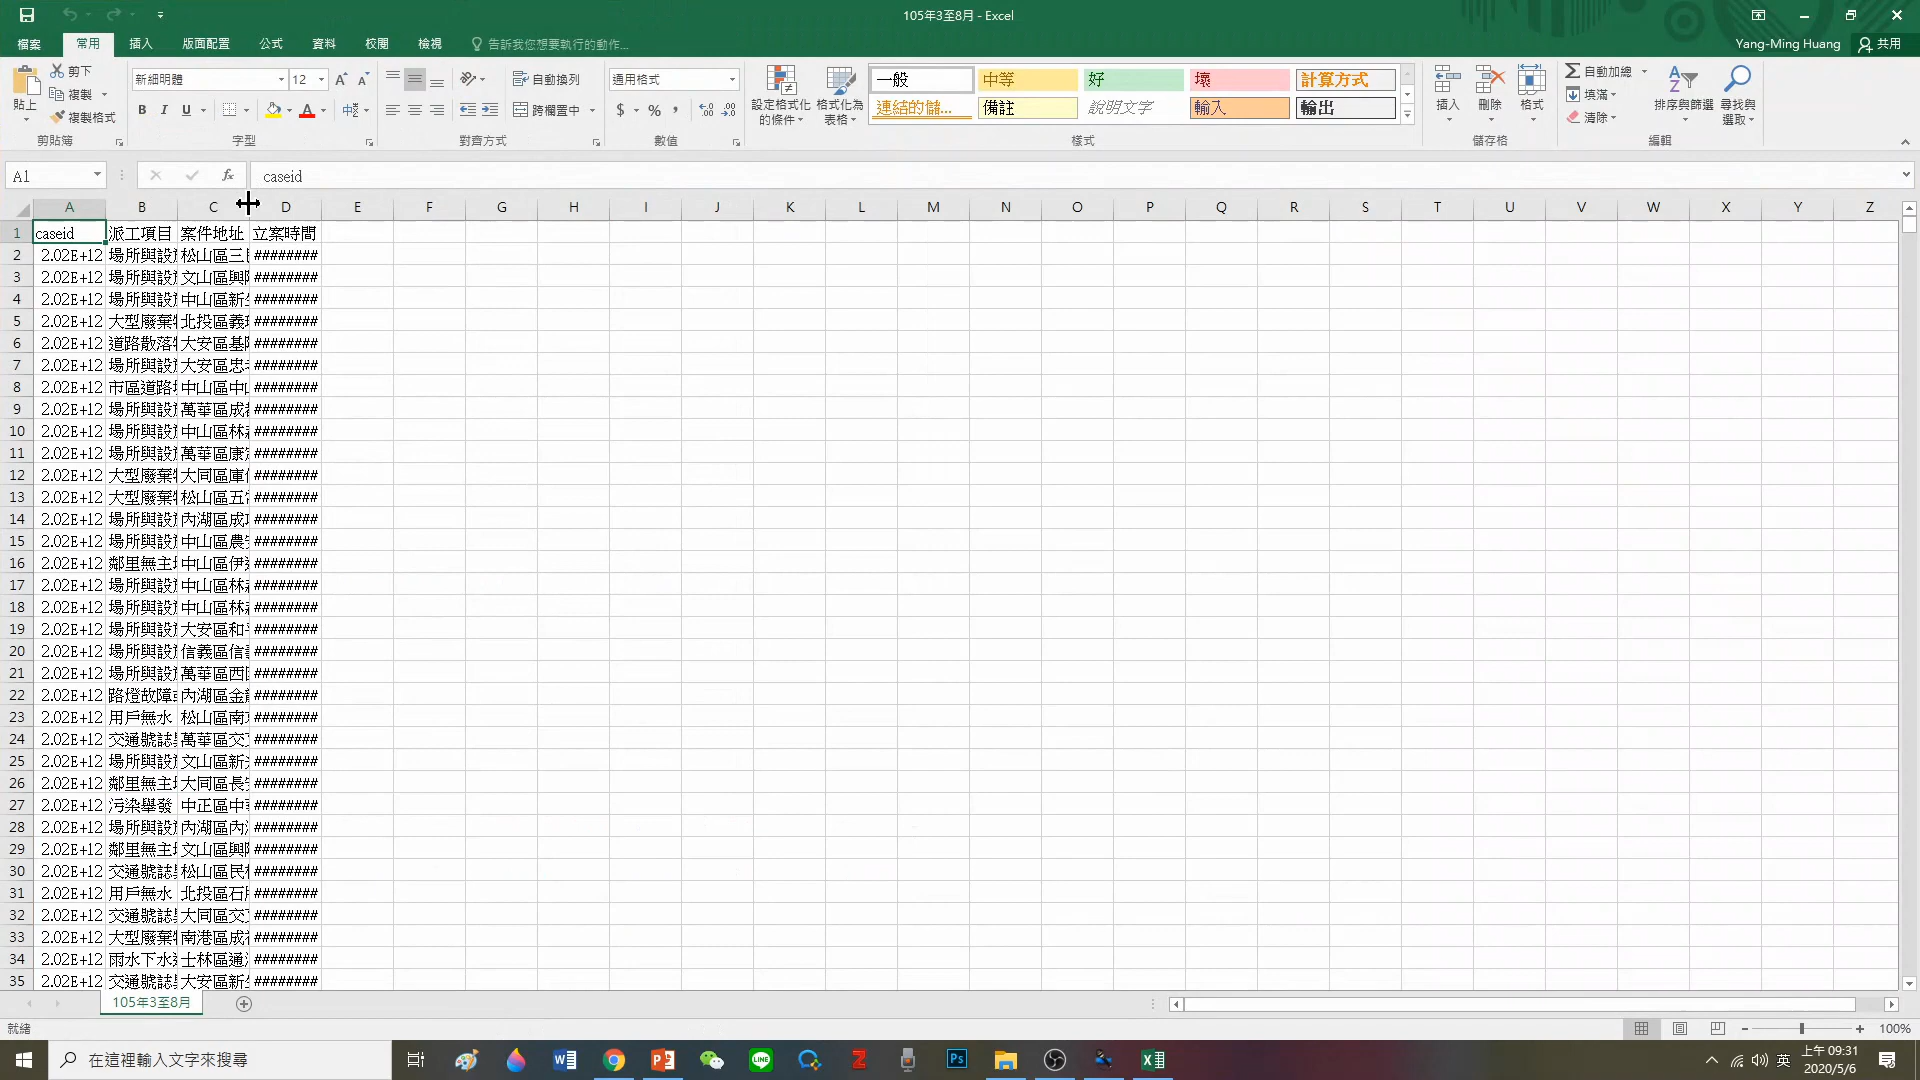 105年3至8月 - Excel
檔案 常用 插入 版面配置 公式 資料 校閱 檢視 告訴我您想要執行的動作... Yang-Ming Huang 共用
貼上 剪下 複製 複製格式 剪貼簿
新細明體 12 B I U 字型
自動換列 跨欄置中 對齊方式
通用格式 $ % 數值
設定格式化的條件 格式化為表格 一般 中等 好 壞 計算方式
連結的儲... 備註 說明文字 輸入 輸出 樣式
插入 刪除 格式 儲存格
自動加總 填滿 清除 排序與篩選 尋找與選取 編輯
A1 fx caseid
A B C D E F G H I J K L M N O P Q R S T U V W X Y Z
1 caseid 派工項目 案件地址 立案時間
2 2.02E+12 場所與設 松山區三 ########
3 2.02E+12 場所與設 文山區興 ########
4 2.02E+12 場所與設 中山區新 ########
5 2.02E+12 大型廢棄 北投區義 ########
6 2.02E+12 道路散落 大安區基 ########
7 2.02E+12 場所與設 大安區忠 ########
8 2.02E+12 市區道路 中山區中 ########
9 2.02E+12 場所與設 萬華區成 ########
10 2.02E+12 場所與設 中山區林 ########
11 2.02E+12 場所與設 萬華區康 ########
12 2.02E+12 大型廢棄 大同區庫 ########
13 2.02E+12 大型廢棄 松山區五 ########
14 2.02E+12 場所與設 內湖區成 ########
15 2.02E+12 場所與設 中山區農 ########
16 2.02E+12 鄰里無主 中山區伊 ########
17 2.02E+12 場所與設 中山區林 ########
18 2.02E+12 場所與設 中山區林 ########
19 2.02E+12 場所與設 大安區和 ########
20 2.02E+12 場所與設 信義區信 ########
21 2.02E+12 場所與設 萬華區西 ########
22 2.02E+12 路燈故障 內湖區金 ########
23 2.02E+12 用戶無水 松山區南 ########
24 2.02E+12 交通號誌 萬華區交 ########
25 2.02E+12 場所與設 文山區新 ########
26 2.02E+12 鄰里無主 大同區長 ########
27 2.02E+12 污染舉發 中正區中 ########
28 2.02E+12 場所與設 內湖區內 ########
29 2.02E+12 鄰里無主 文山區興 ########
30 2.02E+12 交通號誌 松山區民 ########
31 2.02E+12 用戶無水 北投區石 ########
32 2.02E+12 交通號誌 大同區交 ########
33 2.02E+12 大型廢棄 南港區成 ########
34 2.02E+12 雨水下水 士林區通 ########
35 2.02E+12 交通號誌 大安區新 ########
105年3至8月
就緒 100%
在這裡輸入文字來搜尋 英 上午 09:31
2020/5/6